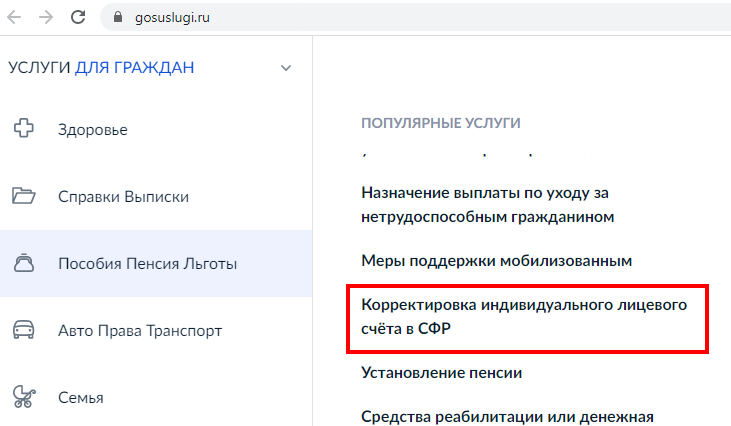 gosuslugi.ru
УСЛУГИ ДЛЯ ГРАЖДАН
Здоровье
Справки Выписки
Пособия Пенсия Льготы
Авто Права Транспорт
Семья
ПОПУЛЯРНЫЕ УСЛУГИ
Назначение выплаты по уходу за
нетрудоспособным гражданином
Меры поддержки мобилизованным
Корректировка индивидуального лицевого
счёта в СФР
Установление пенсии
Средства реабилитации или денежная